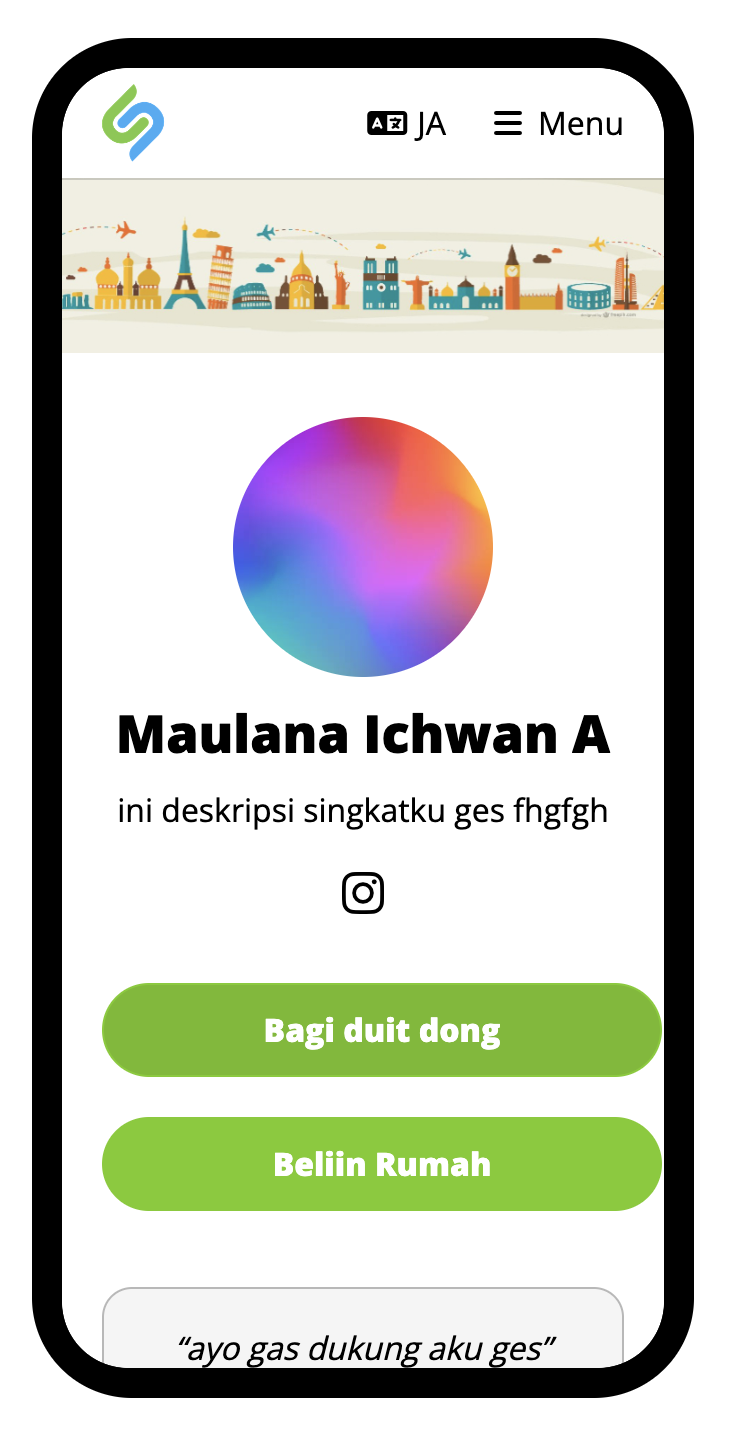 JA Menu
Maulana Ichwan A
ini deskripsi singkatku ges fhgfgh
Bagi duit dong
Beliin Rumah
“ayo gas dukung aku ges”